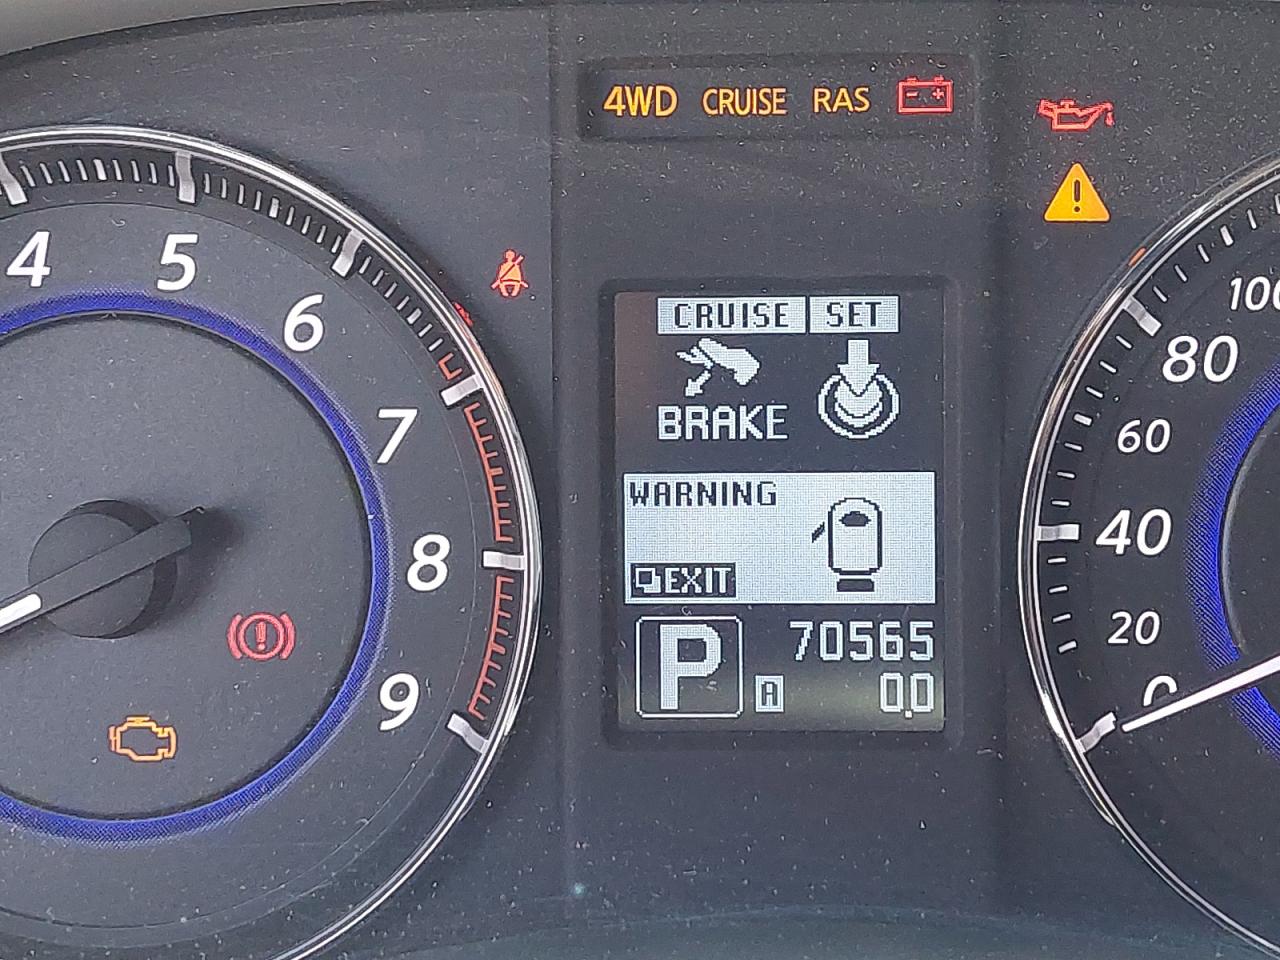 4WD CRUISE RAS
4
5
6
7
8
9
CRUISE SET
BRAKE
WARNING
EXIT
P
70565
A
0.0
100
80
60
40
20
0